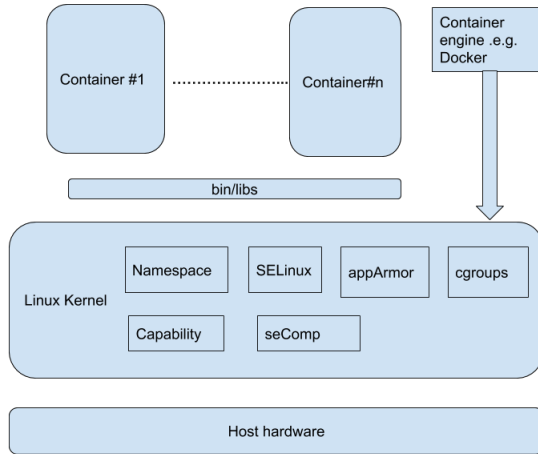 Container #1
Container#n
Container
engine .e.g.
Docker
bin/libs
Linux Kernel
Namespace
SELinux
appArmor
cgroups
Capability
seComp
Host hardware